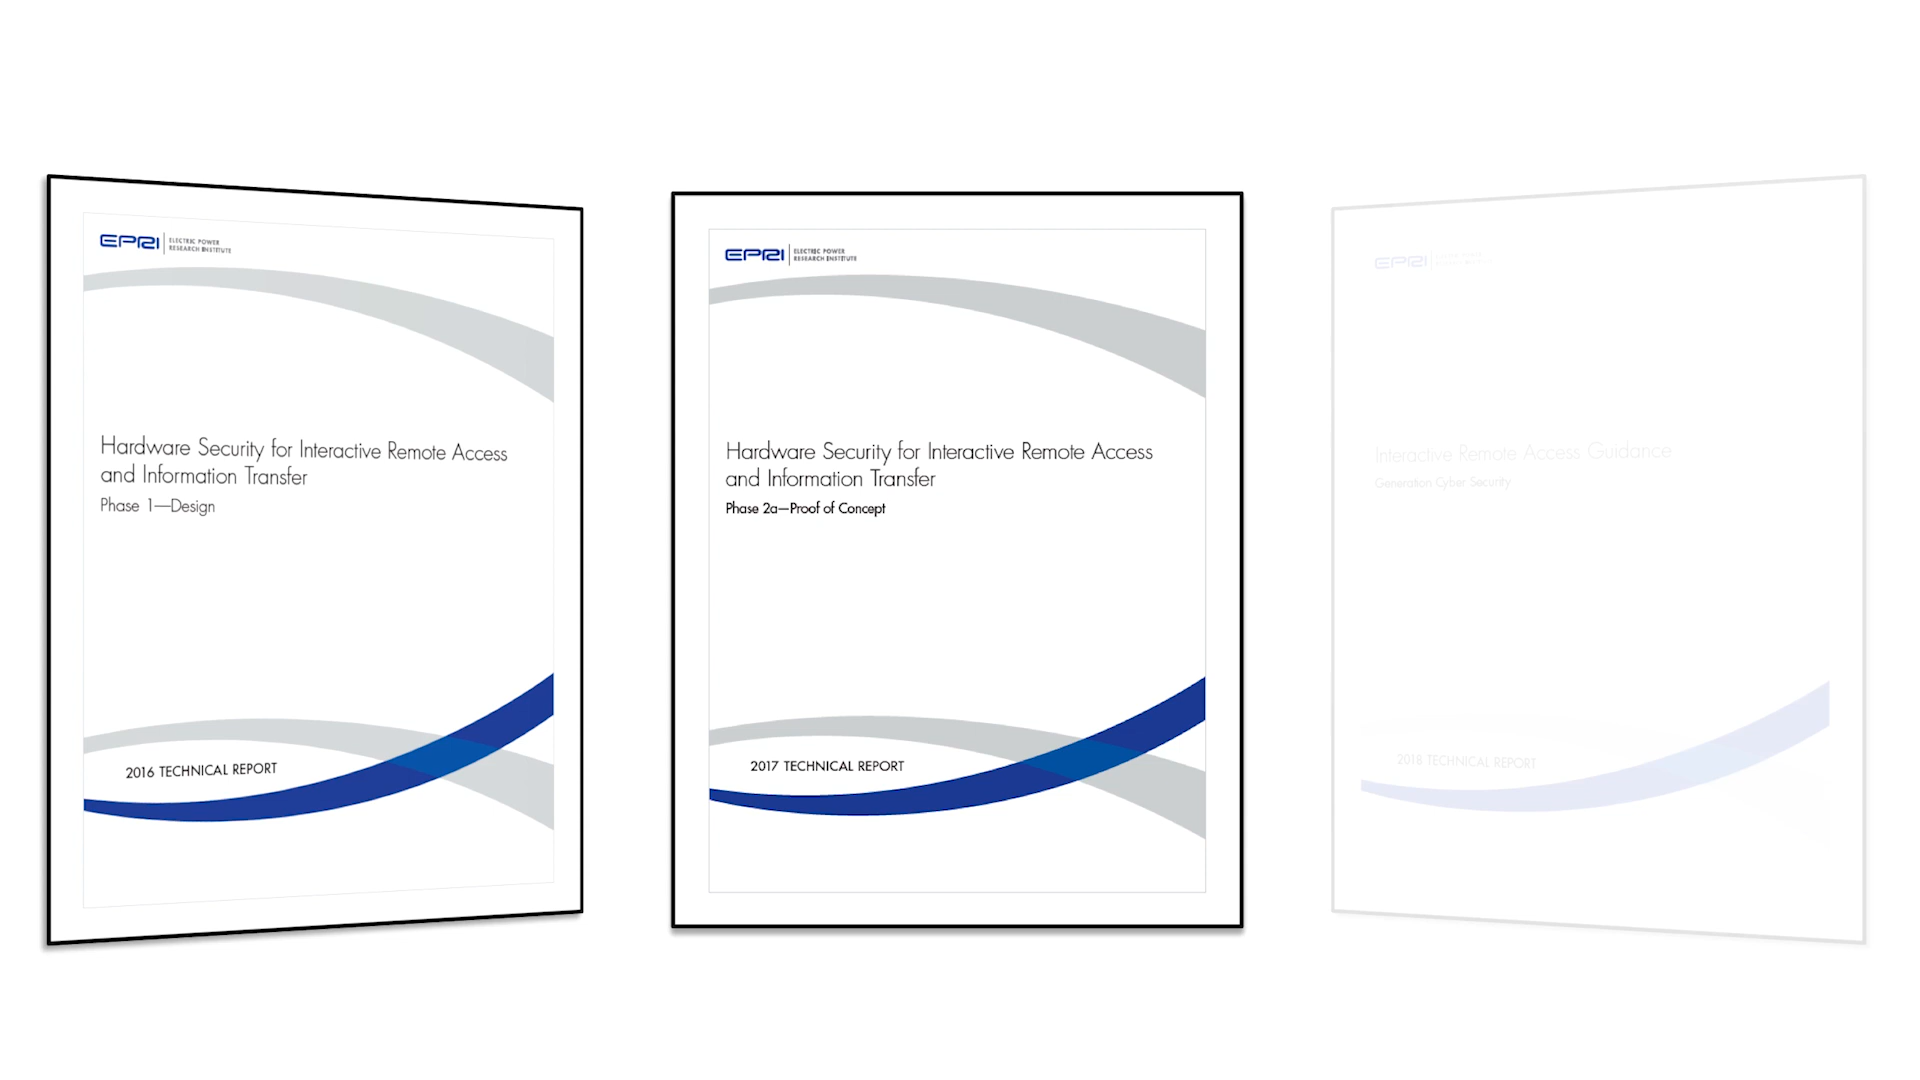 EPRI
ELECTRIC POWER
RESEARCH INSTITUTE
Hardware Security for Interactive Remote Access
and Information Transfer
Phase 1—Design
2016 TECHNICAL REPORT
EPRI
ELECTRIC POWER
RESEARCH INSTITUTE
Hardware Security for Interactive Remote Access
and Information Transfer
Phase 2a—Proof of Concept
2017 TECHNICAL REPORT
EPRI
Interactive Remote Access Guidance
Generation Cyber Security
2018 TECHNICAL REPORT